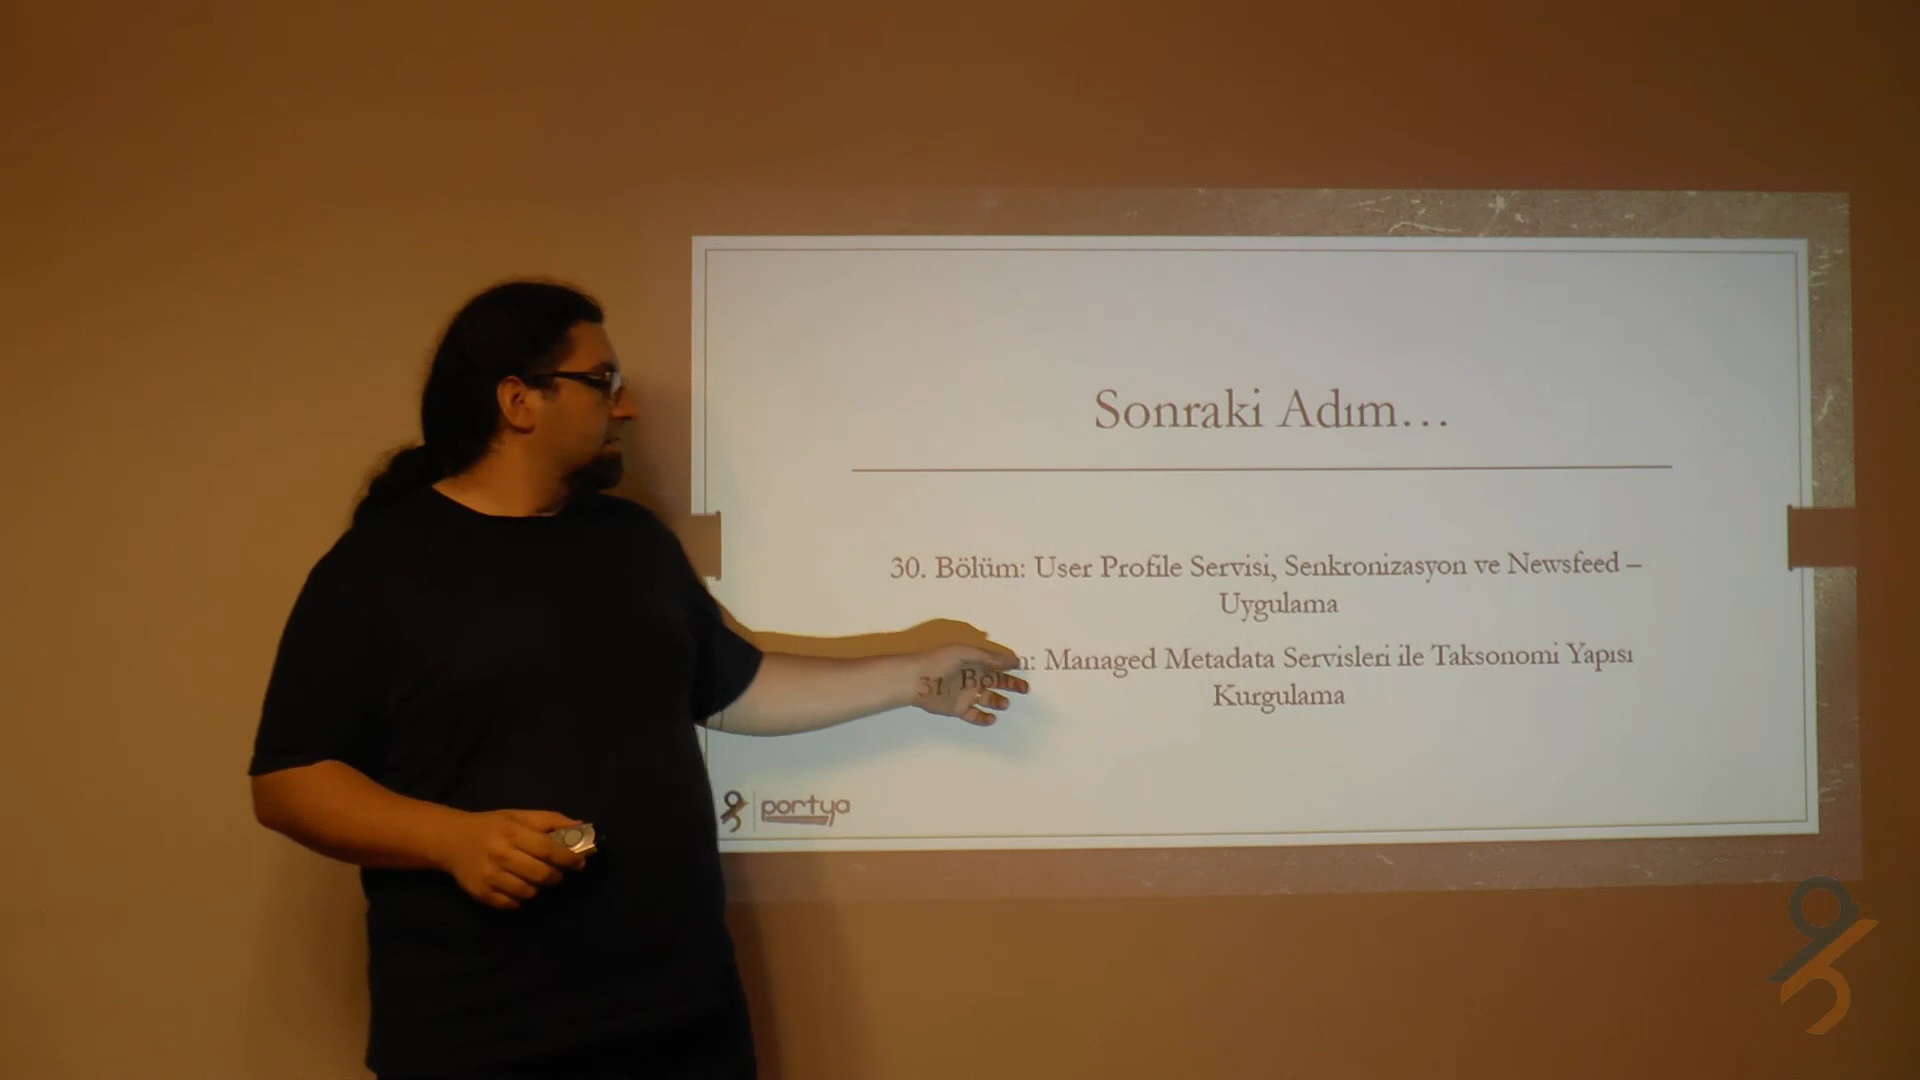 Sonraki Adım...
30. Bölüm: User Profile Servisi, Senkronizasyon ve Newsfeed –
Uygulama
31. Bölüm: Managed Metadata Servisleri ile Taksonomi Yapısı
Kurgulama
portya